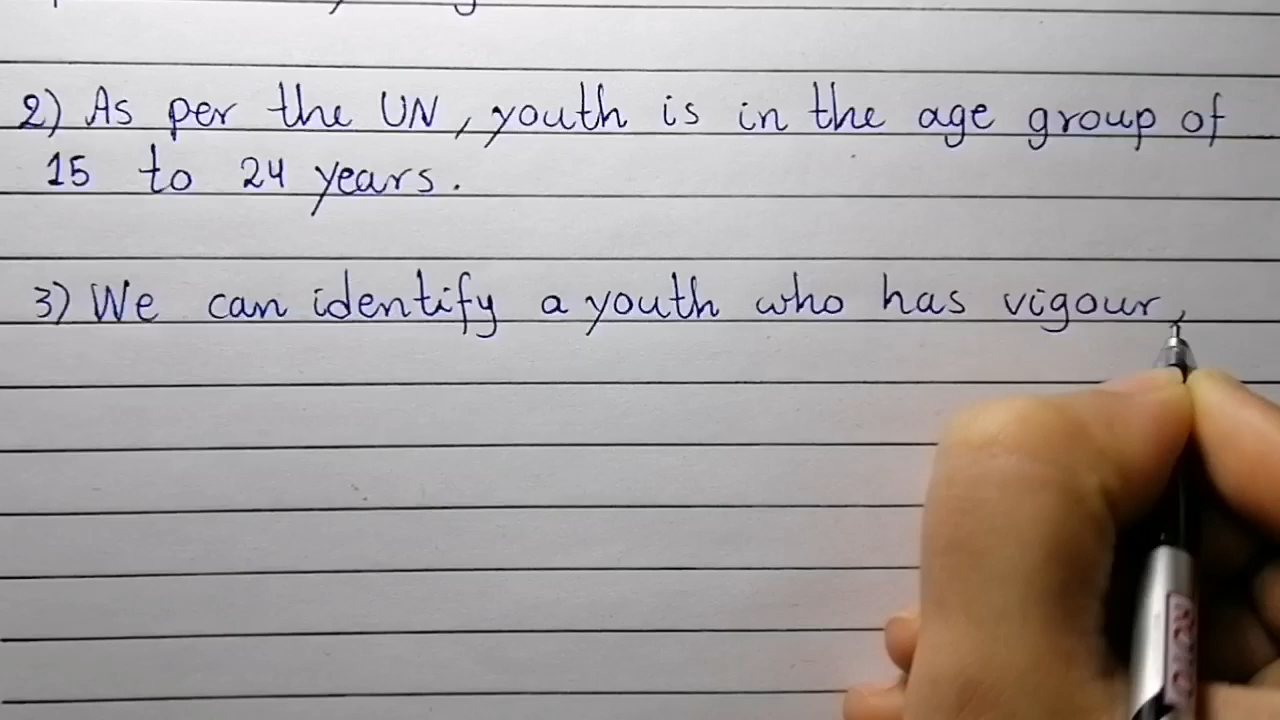 2) As per the UN, youth is in the age group of
15 to 24 years.
3) We can identify a youth who has vigour,